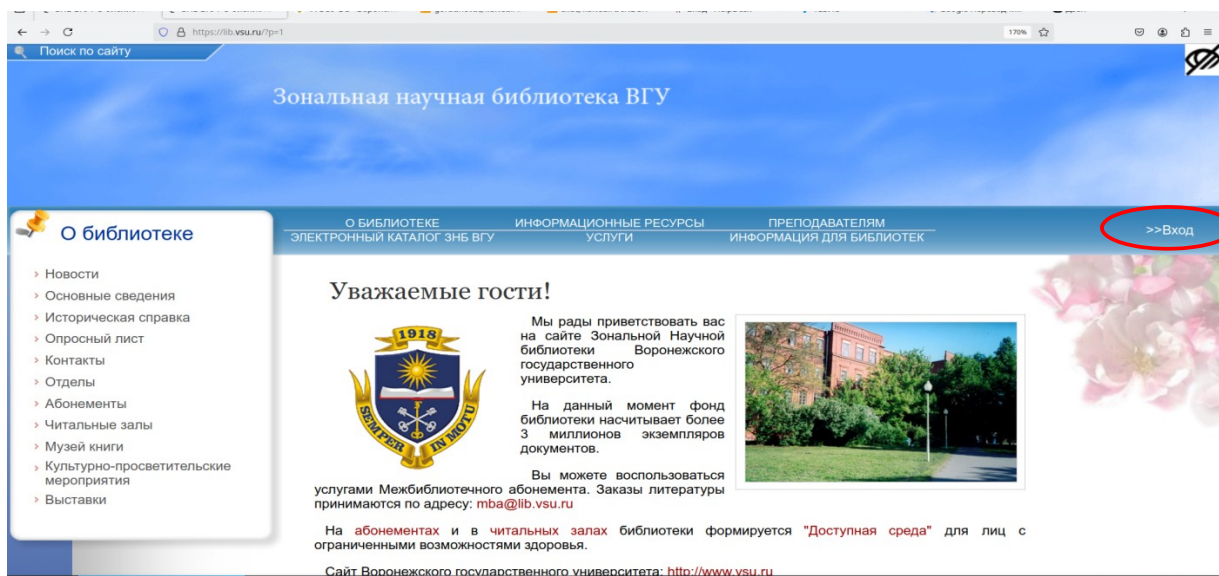 https://lib.vsu.ru/?p=1
170%
Поиск по сайту
Зональная научная библиотека ВГУ
О БИБЛИОТЕКЕ ИНФОРМАЦИОННЫЕ РЕСУРСЫ ПРЕПОДАВАТЕЛЯМ
ЭЛЕКТРОННЫЙ КАТАЛОГ ЗНБ ВГУ УСЛУГИ ИНФОРМАЦИЯ ДЛЯ БИБЛИОТЕК
>>Вход
О библиотеке
Новости
Основные сведения
Историческая справка
Опросный лист
Контакты
Отделы
Абонементы
Читальные залы
Музей книги
Культурно-просветительские
мероприятия
Выставки
Уважаемые гости!
1918
SEMPER IN MOTU
Мы рады приветствовать вас
на сайте Зональной Научной
библиотеки Воронежского
государственного
университета.
На данный момент фонд
библиотеки насчитывает более
3 миллионов экземпляров
документов.
Вы можете воспользоваться
услугами Межбиблиотечного абонемента. Заказы литературы
принимаются по адресу: mba@lib.vsu.ru
На абонементах и в читальных залах библиотеки формируется "Доступная среда" для лиц с
ограниченными возможностями здоровья.
Сайт Воронежского государственного университета: http://www.vsu.ru